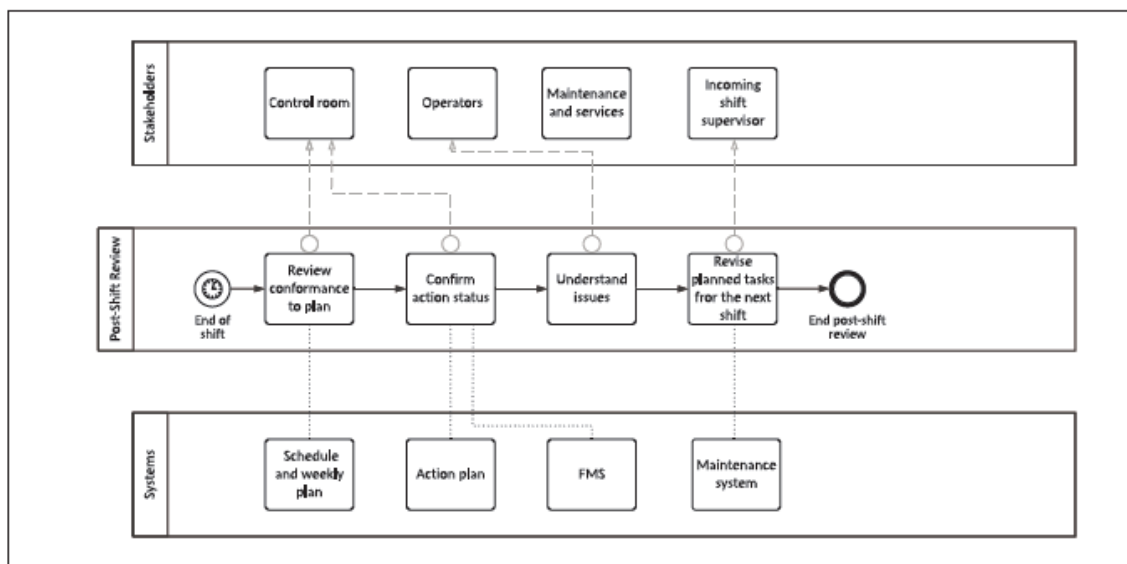 Stakeholders
Control room
Operators
Maintenance
and services
Incoming
shift
supervisor
Post-Shift Review
End of
shift
Review
conformance
to plan
Confirm
action status
Understand
issues
Revise
planned tasks
fror the next
shift
End post-shift
review
Systems
Schedule
and weekly
plan
Action plan
FMS
Maintenance
system